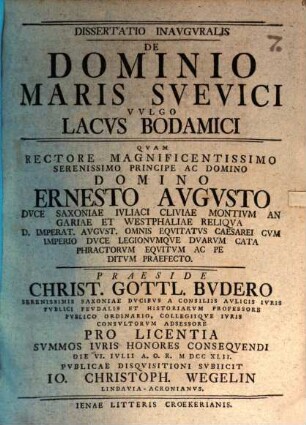 7.
DISSERTATIO INAVGVRALIS
DE
DOMINIO
MARIS SVEVICI
VVLGO
LACVS BODAMICI
QVAM
RECTORE MAGNIFICENTISSIMO
SERENISSIMO PRINCIPE AC DOMINO
DOMINO
ERNESTO AVGVSTO
DVCE SAXONIAE IVLIACI CLIVIAE MONTIVM AN
GARIAE ET WESTPHALIAE RELIQVA
D. IMPERAT. AVGVST. OMNIS EQVITATVS CAESAREI CVM
IMPERIO DVCE LEGIONVMQVE DVARVM CATA
PHRACTORVM EQVITVM AC PE
DITVM PRAEFECTO.
PRAESIDE
CHRIST. GOTTL. BVDERO
SERENISSIMIS SAXONIAE DVCIBVS A CONSILIIS AVLICIS IVRIS
PVBLICI FEVDALIS ET HISTORIARVM PROFESSORE
PVBLICO ORDINARIO, COLLEGIIQVE IVRIS
CONSVLTORVM ADSESSORE
PRO LICENTIA
SVMMOS IVRIS HONORES CONSEQVENDI
DIE VI. IVLII A. O. R. M DCC XLII.
PVBLICAE DISQVISITIONI SVBIICIT
IO. CHRISTOPH. WEGELIN
LINDAVIA-ACRONIANVS.
IENAE LITTERIS CROEKERIANIS.